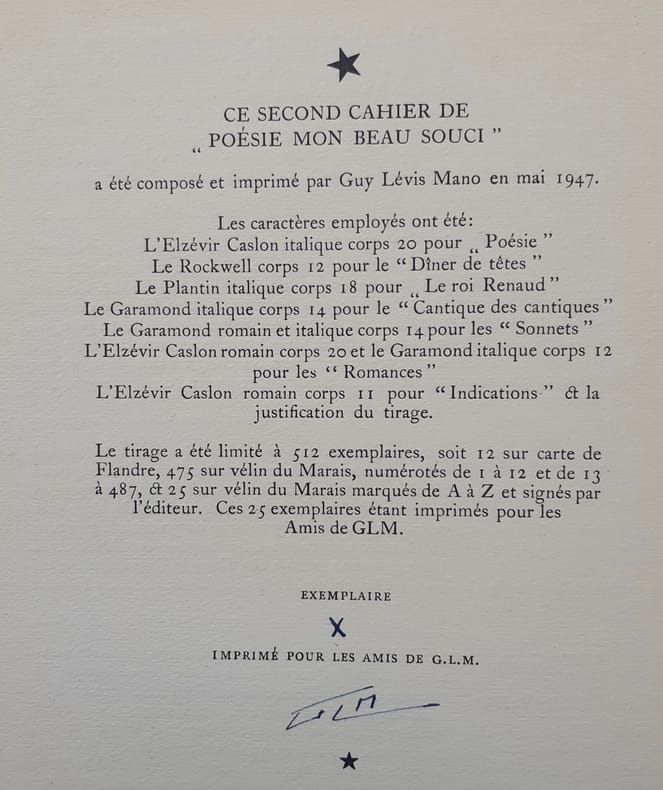 CE SECOND CAHIER DE
„ POÉSIE MON BEAU SOUCI ”
a été composé et imprimé par Guy Lévis Mano en mai 1947.
Les caractères employés ont été:
L'Elzévir Caslon italique corps 20 pour „ Poésie ”
Le Rockwell corps 12 pour le “ Dîner de têtes ”
Le Plantin italique corps 18 pour „ Le roi Renaud ”
Le Garamond italique corps 14 pour le “ Cantique des cantiques ”
Le Garamond romain et italique corps 14 pour les “ Sonnets ”
L'Elzévir Caslon romain corps 20 et le Garamond italique corps 12
pour les “ Romances ”
L'Elzévir Caslon romain corps 11 pour “ Indications ” & la
justification du tirage.
Le tirage a été limité à 512 exemplaires, soit 12 sur carte de
Flandre, 475 sur vélin du Marais, numérotés de 1 à 12 et de 13
à 487, & 25 sur vélin du Marais marqués de A à Z et signés par
l'éditeur. Ces 25 exemplaires étant imprimés pour les
Amis de GLM.
EXEMPLAIRE
X
IMPRIMÉ POUR LES AMIS DE G.L.M.
GLM